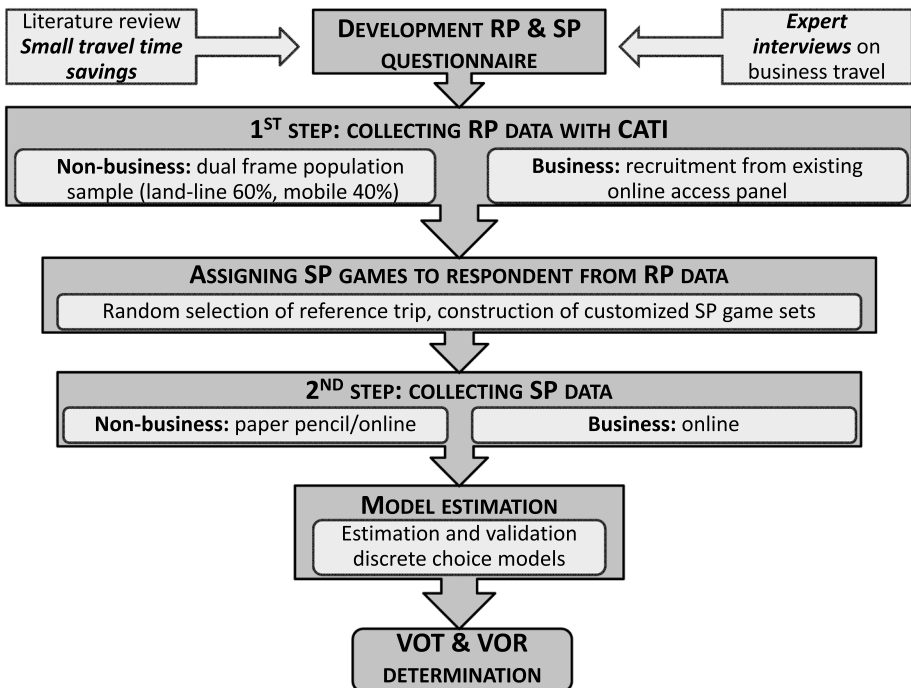 Literature review
Small travel time
savings
DEVELOPMENT RP & SP
QUESTIONNAIRE
Expert
interviews on
business travel
1ST STEP: COLLECTING RP DATA WITH CATI
Non-business: dual frame population
sample (land-line 60%, mobile 40%)
Business: recruitment from existing
online access panel
ASSIGNING SP GAMES TO RESPONDENT FROM RP DATA
Random selection of reference trip, construction of customized SP game sets
2ND STEP: COLLECTING SP DATA
Non-business: paper pencil/online
Business: online
MODEL ESTIMATION
Estimation and validation
discrete choice models
VOT & VOR
DETERMINATION